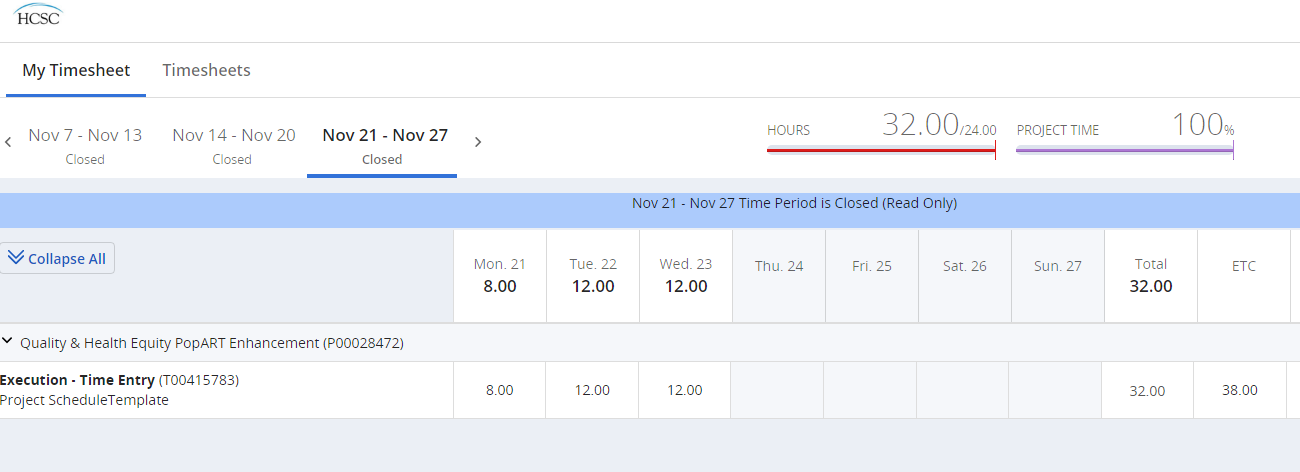 HCSC
My Timesheet Timesheets
Nov 7 - Nov 13 Nov 14 - Nov 20 Nov 21 - Nov 27
Closed Closed Closed
HOURS 32.00/24.00 PROJECT TIME 100%
Nov 21 - Nov 27 Time Period is Closed (Read Only)
Collapse All
Mon. 21 Tue. 22 Wed. 23 Thu. 24 Fri. 25 Sat. 26 Sun. 27 Total ETC
8.00 12.00 12.00 32.00
Quality & Health Equity PopART Enhancement (P00028472)
Execution - Time Entry (T00415783)
Project ScheduleTemplate
8.00 12.00 12.00 32.00 38.00